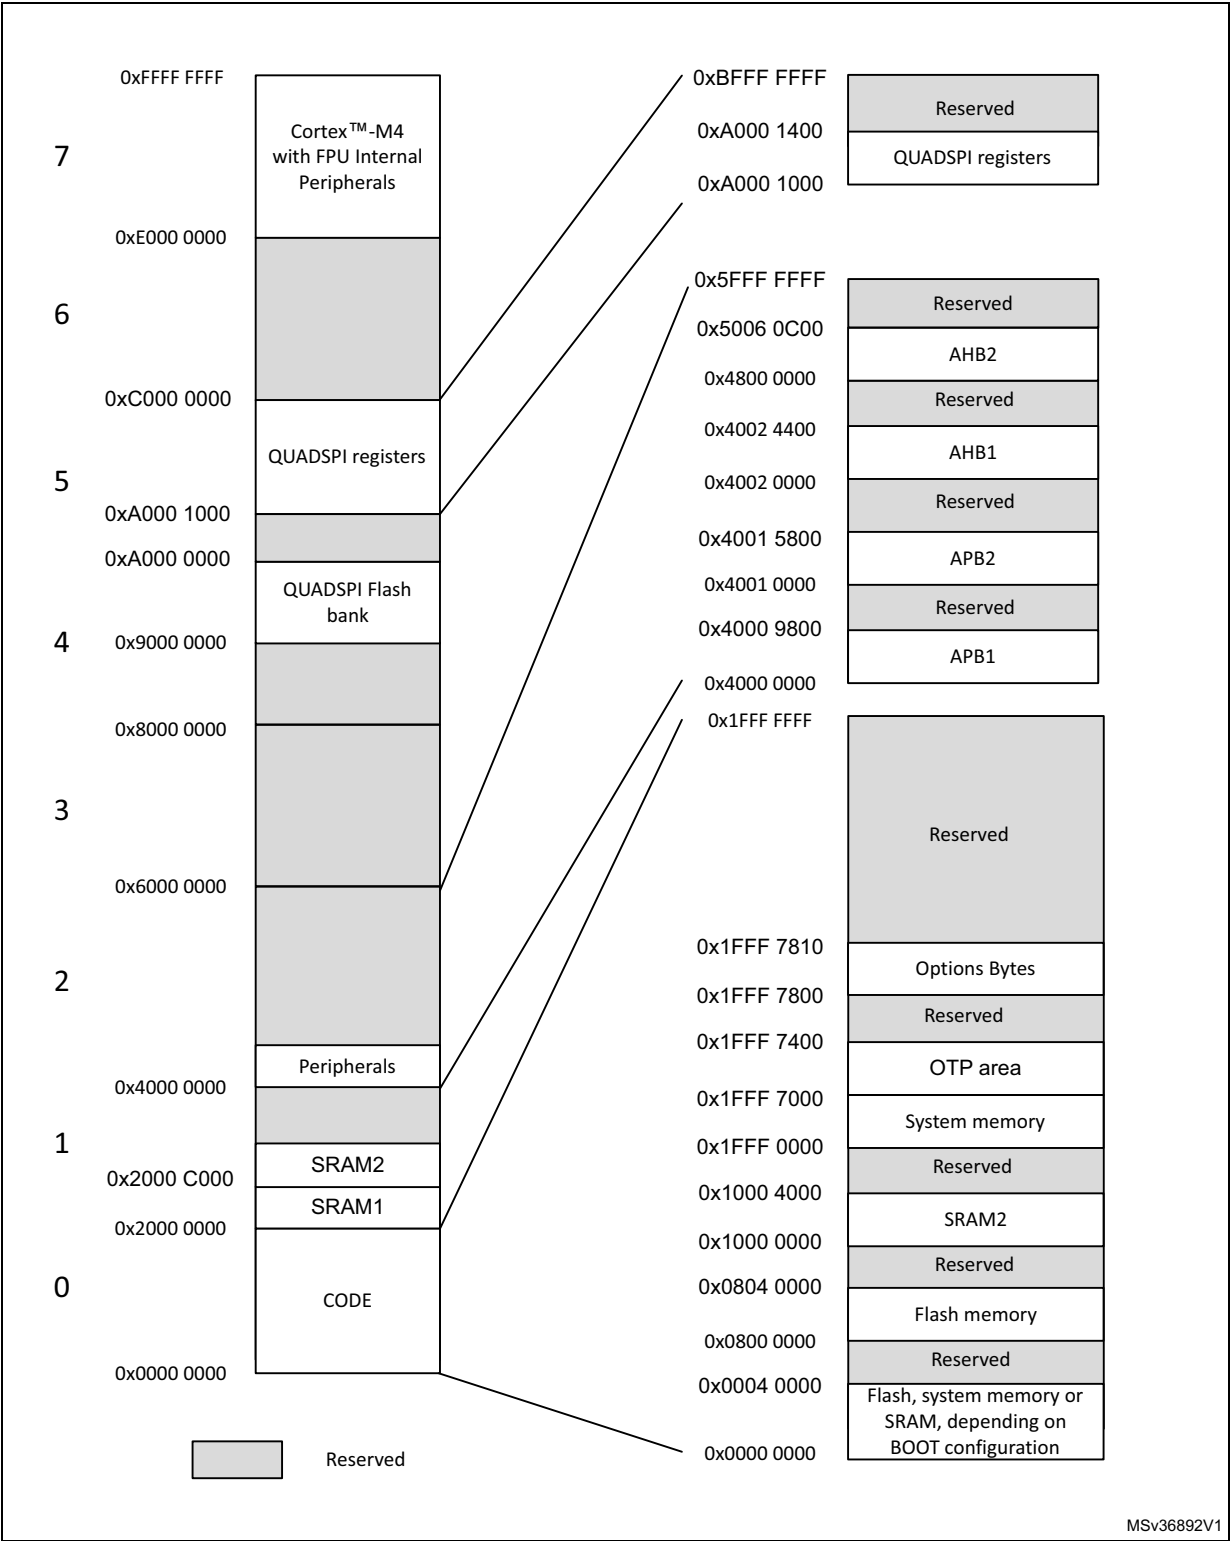 0xFFFF FFFF
7
Cortex™-M4
with FPU Internal
Peripherals
0xE000 0000
6
0xC000 0000
QUADSPI registers
5
0xA000 1000
0xA000 0000
QUADSPI Flash
bank
4
0x9000 0000
0x8000 0000
3
0x6000 0000
2
Peripherals
0x4000 0000
1
SRAM2
0x2000 C000
SRAM1
0x2000 0000
0
CODE
0x0000 0000
Reserved
0xBFFF FFFF
Reserved
0xA000 1400
QUADSPI registers
0xA000 1000
0x5FFF FFFF
Reserved
0x5006 0C00
AHB2
0x4800 0000
Reserved
0x4002 4400
AHB1
0x4002 0000
Reserved
0x4001 5800
APB2
0x4001 0000
Reserved
0x4000 9800
APB1
0x4000 0000
0x1FFF FFFF
Reserved
0x1FFF 7810
Options Bytes
0x1FFF 7800
Reserved
0x1FFF 7400
OTP area
0x1FFF 7000
System memory
0x1FFF 0000
Reserved
0x1000 4000
SRAM2
0x1000 0000
Reserved
0x0804 0000
Flash memory
0x0800 0000
Reserved
0x0004 0000
Flash, system memory or
SRAM, depending on
BOOT configuration
0x0000 0000
MSv36892V1